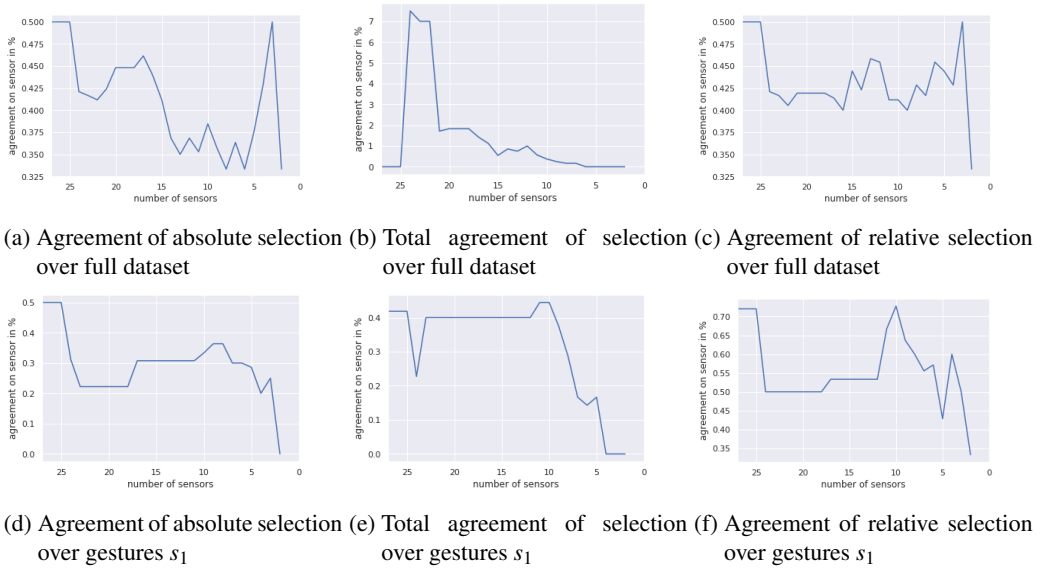 0.500
0.475
0.450
0.425
0.400
0.375
0.350
0.325
agreement on sensor in %
25 20 15 10 5 0
number of sensors
7
6
5
4
3
2
1
0
agreement on sensor in %
25 20 15 10 5 0
number of sensors
0.500
0.475
0.450
0.425
0.400
0.375
0.350
0.325
agreement on sensor in %
25 20 15 10 5 0
number of sensors
(a) Agreement of absolute selection
over full dataset
(b) Total agreement of selection
over full dataset
(c) Agreement of relative selection
over full dataset
0.5
0.4
0.3
0.2
0.1
0.0
agreement on sensor in %
25 20 15 10 5 0
number of sensors
0.4
0.3
0.2
0.1
0.0
agreement on sensor in %
25 20 15 10 5 0
number of sensors
0.70
0.65
0.60
0.55
0.50
0.45
0.40
0.35
agreement on sensor in %
25 20 15 10 5 0
number of sensors
(d) Agreement of absolute selection
over gestures s₁
(e) Total agreement of selection
over gestures s₁
(f) Agreement of relative selection
over gestures s₁